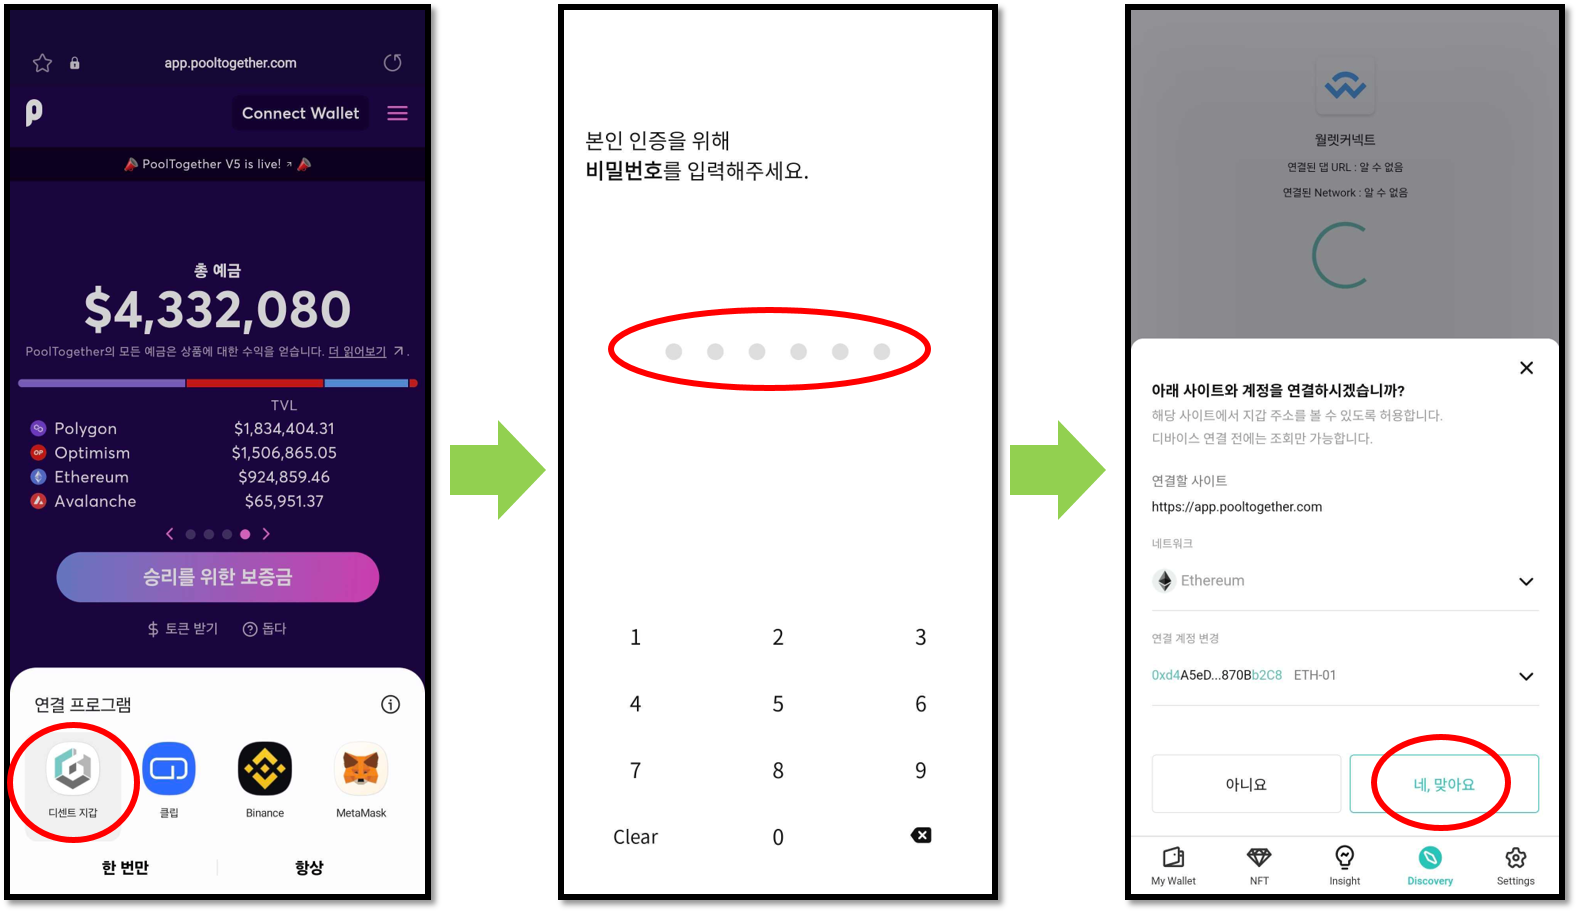 app.pooltogether.com
Connect Wallet
PoolTogether V5 is live!
총 예금
$4,332,080
PoolTogether의 모든 예금은 상품에 대한 수익을 얻습니다. 더 읽어보기 ↗ .
TVL
Polygon $1,834,404.31
Optimism $1,506,865.05
Ethereum $924,859.46
Avalanche $65,951.37
승리를 위한 보증금
$ 토큰 받기 ? 돕다
연결 프로그램
디센트 지갑 클립 Binance MetaMask
한 번만 항상
본인 인증을 위해
비밀번호를 입력해주세요.
1 2 3
4 5 6
7 8 9
Clear 0
월렛커넥트
연결된 댑 URL : 알 수 없음
연결된 Network : 알 수 없음
아래 사이트와 계정을 연결하시겠습니까?
해당 사이트에서 지갑 주소를 볼 수 있도록 허용합니다.
디바이스 연결 전에는 조회만 가능합니다.
연결할 사이트
https://app.pooltogether.com
네트워크
Ethereum
연결 계정 변경
0xd4A5eD...870Bb2C8 ETH-01
아니요 네, 맞아요
My Wallet NFT Insight Discovery Settings